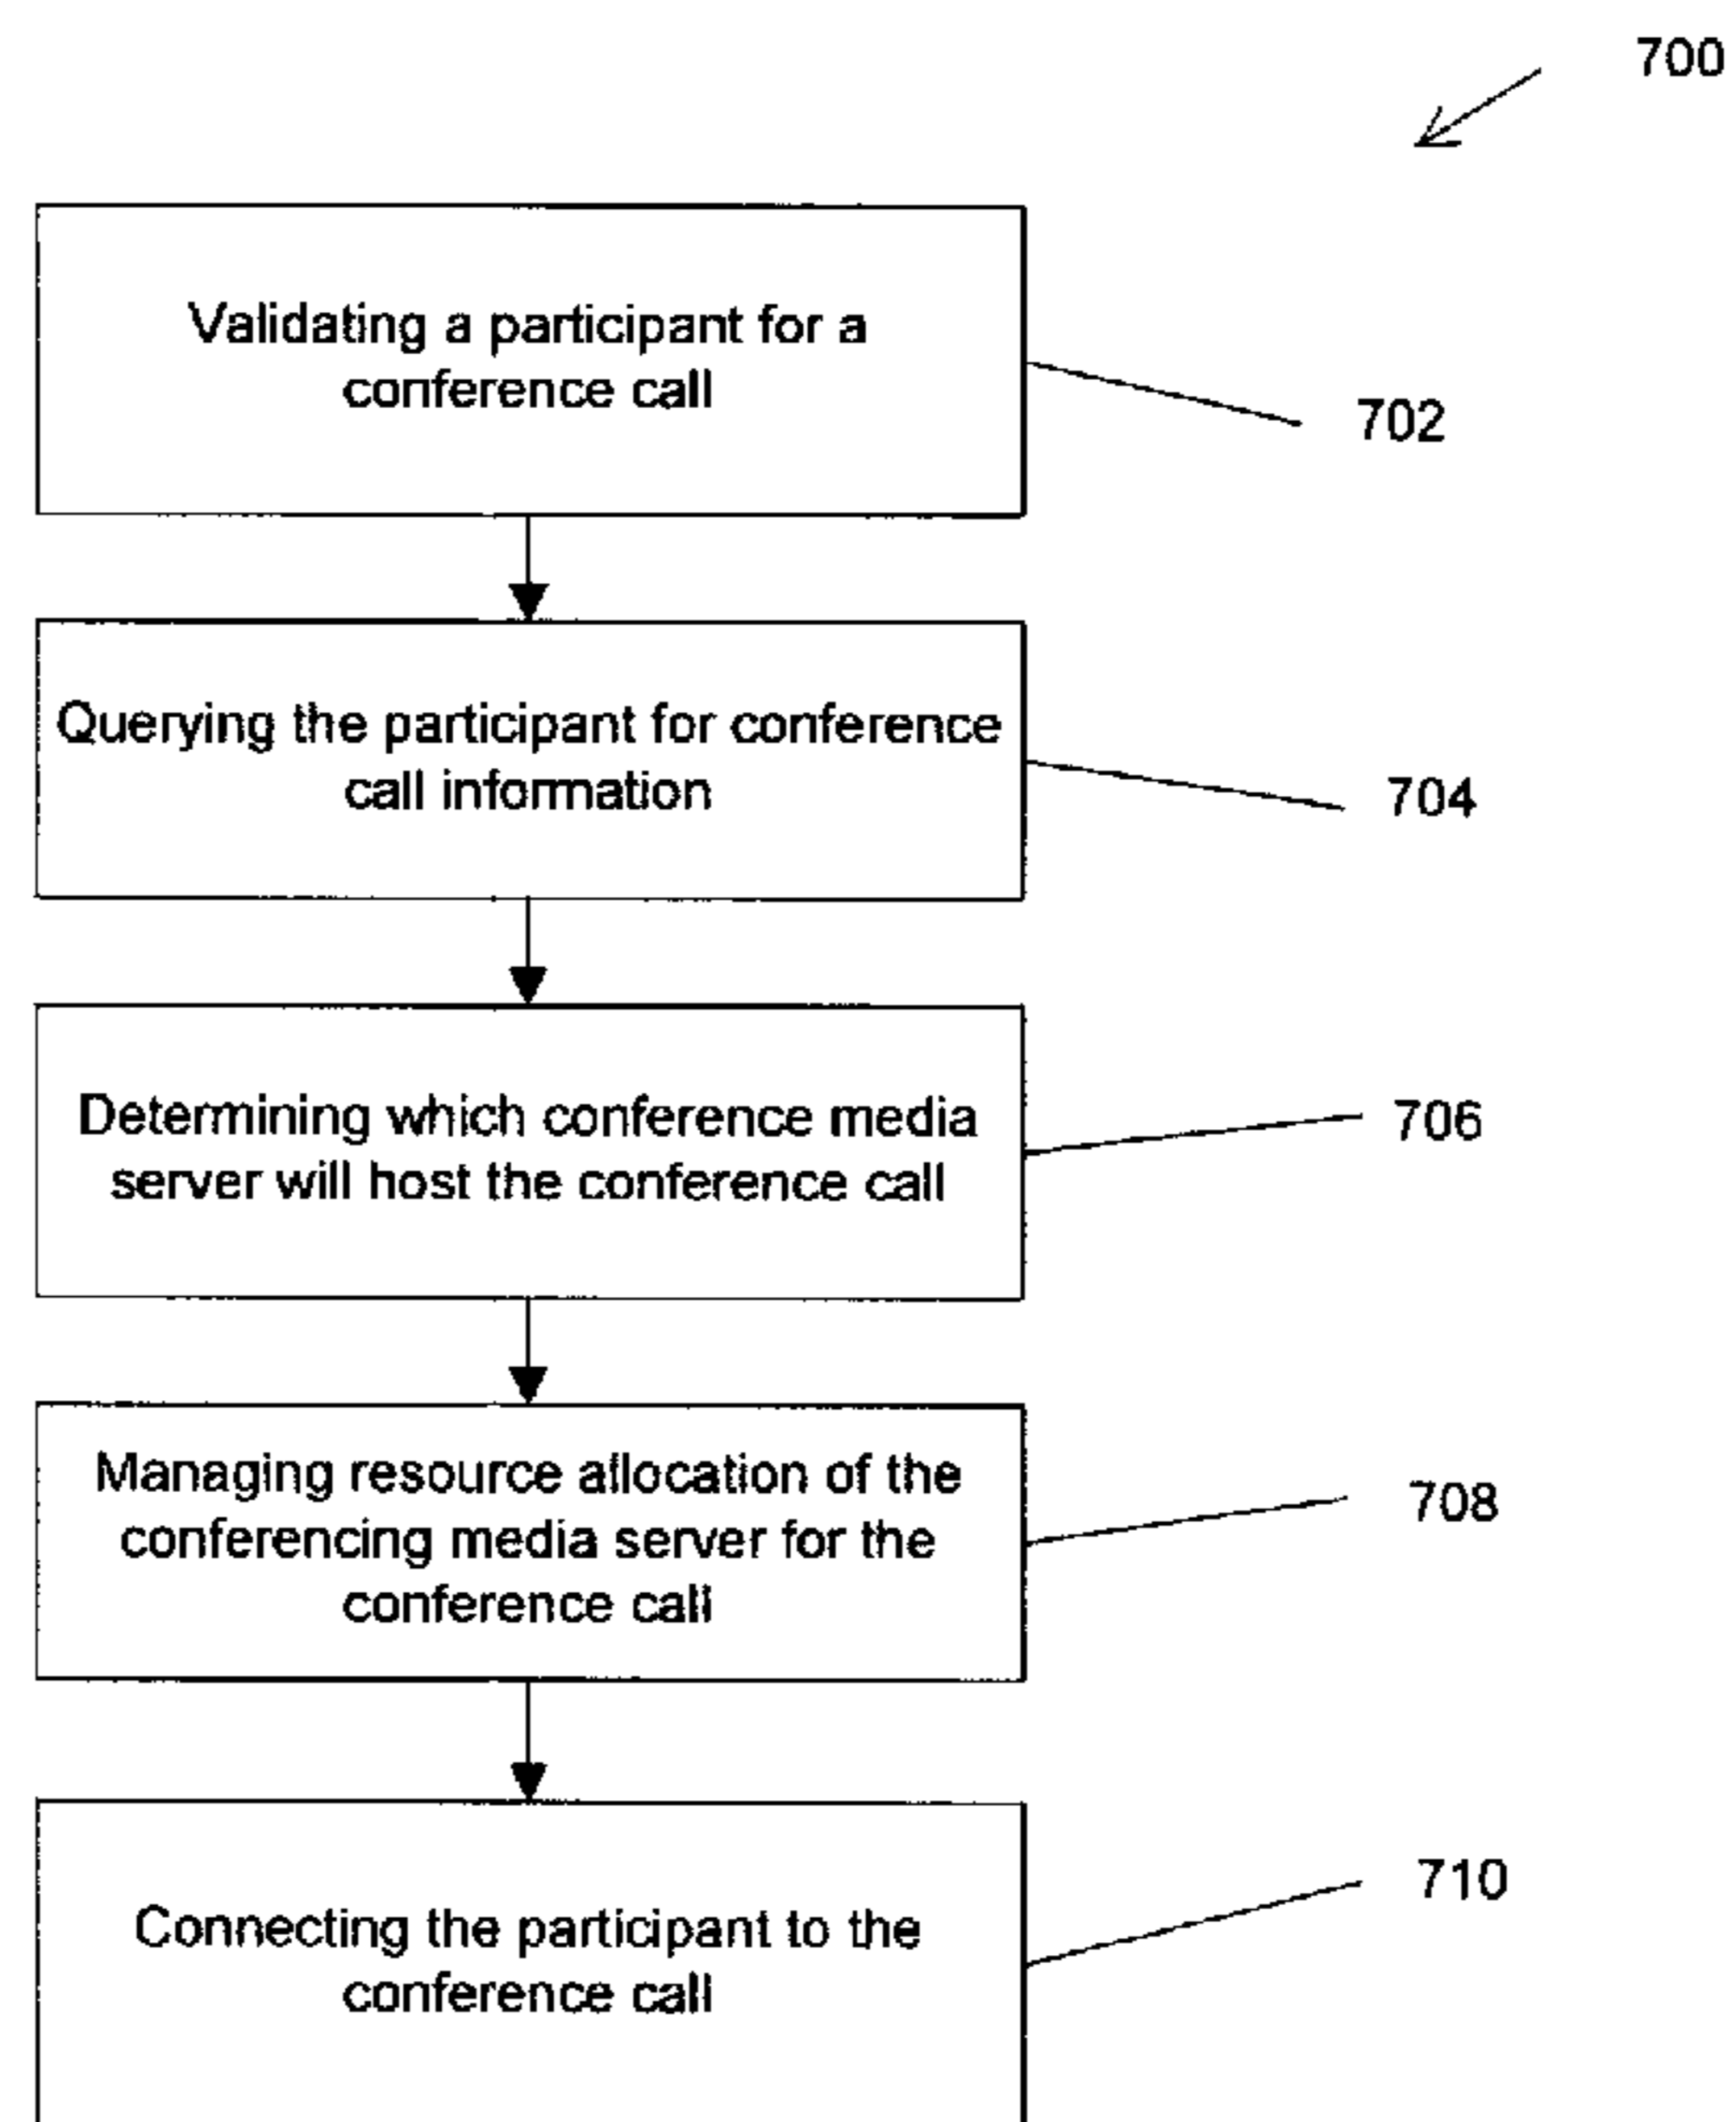 700
Validating a participant for a
conference call
702
Querying the participant for conference
call information
704
Determining which conference media
server will host the conference call
706
Managing resource allocation of the
conferencing media server for the
conference call
708
Connecting the participant to the
conference call
710